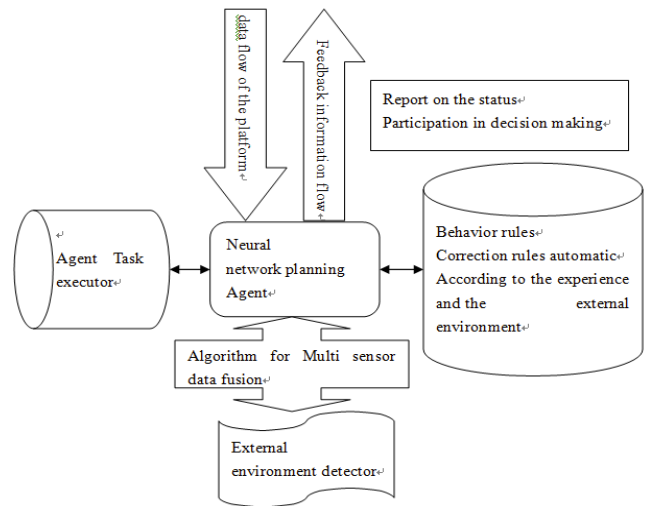 data flow of the platform
Feedback information flow
Report on the status
Participation in decision making
Agent Task
executor
Neural
network planning
Agent
Behavior rules
Correction rules automatic
According to the experience
and the external
environment
Algorithm for Multi sensor
data fusion
External
environment detector